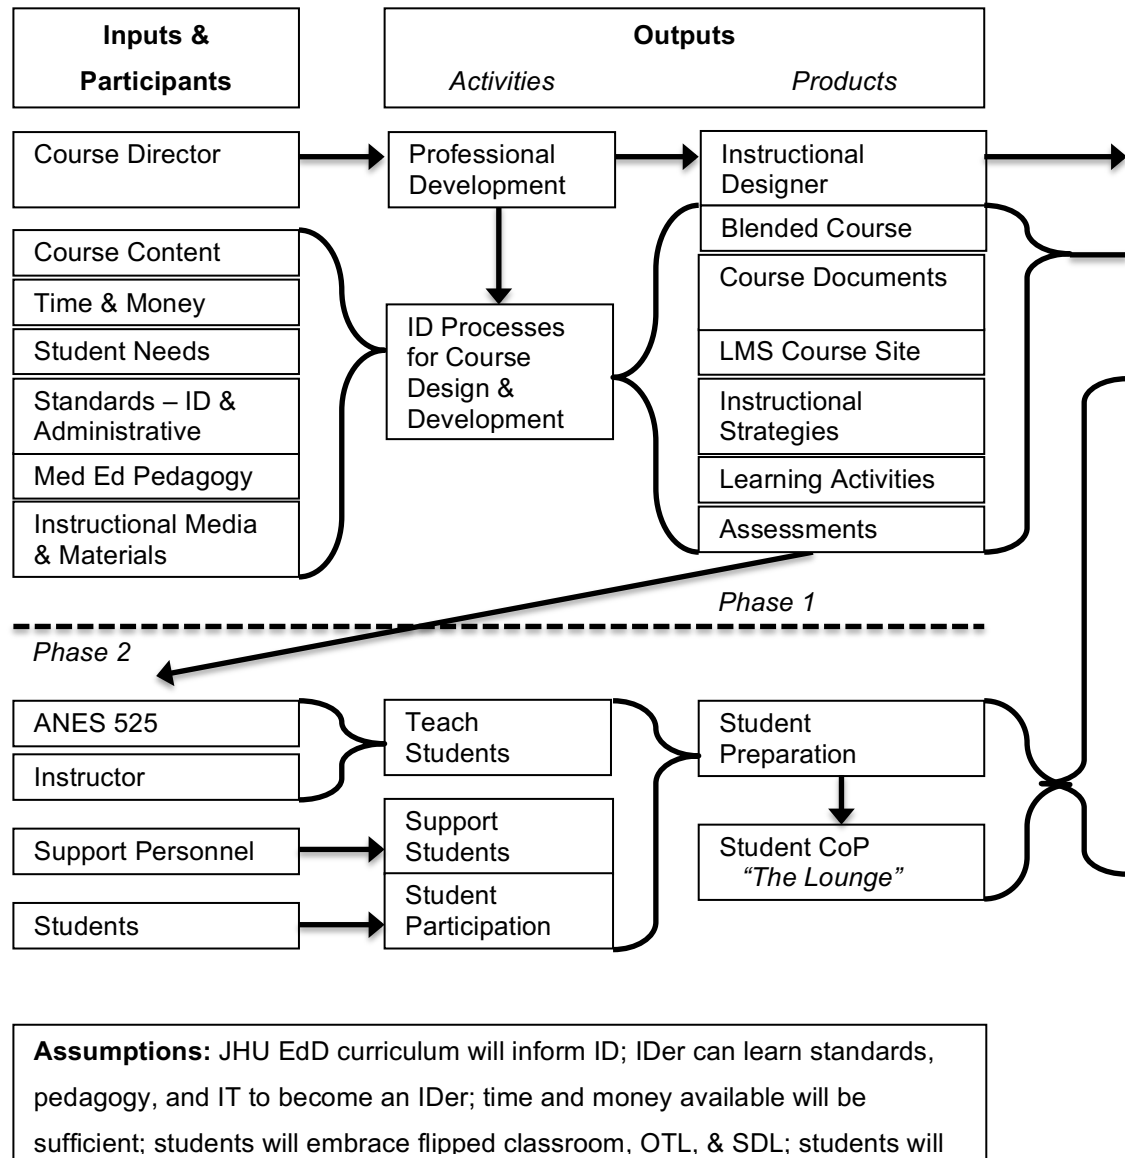 Inputs &
Participants
Outputs
Activities
Products
Course Director
Professional
Development
Instructional
Designer
Course Content
Time & Money
Student Needs
Standards – ID &
Administrative
Med Ed Pedagogy
Instructional Media
& Materials
ID Processes
for Course
Design &
Development
Blended Course
Course Documents
LMS Course Site
Instructional
Strategies
Learning Activities
Assessments
Phase 1
Phase 2
ANES 525
Instructor
Support Personnel
Students
Teach
Students
Support
Students
Student
Participation
Student
Preparation
Student CoP
“The Lounge”
Assumptions: JHU EdD curriculum will inform ID; IDer can learn standards,
pedagogy, and IT to become an IDer; time and money available will be
sufficient; students will embrace flipped classroom, OTL, & SDL; students will